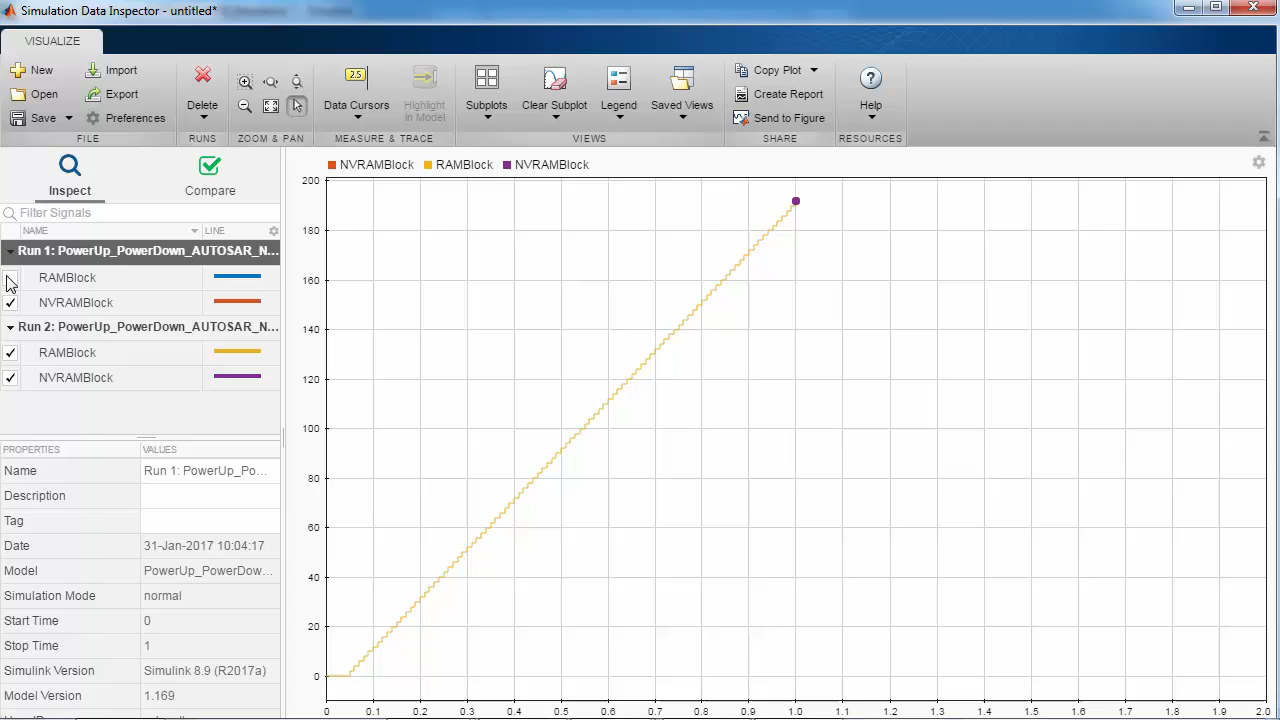 Simulation Data Inspector - untitled*
VISUALIZE
New
Import
Open
Export
Save
Preferences
FILE
Delete
RUNS
ZOOM & PAN
2.5
Data Cursors
Highlight
in Model
MEASURE & TRACE
Subplots
Clear Subplot
Legend
Saved Views
VIEWS
Copy Plot
Create Report
Send to Figure
SHARE
Help
RESOURCES
Inspect
Compare
Filter Signals
NAME
LINE
Run 1: PowerUp_PowerDown_AUTOSAR_N...
RAMBlock
NVRAMBlock
Run 2: PowerUp_PowerDown_AUTOSAR_N...
RAMBlock
NVRAMBlock
PROPERTIES
VALUES
Name
Run 1: PowerUp_Po...
Description
Tag
Date
31-Jan-2017 10:04:17
Model
PowerUp_PowerDow...
Simulation Mode
normal
Start Time
0
Stop Time
1
Simulink Version
Simulink 8.9 (R2017a)
Model Version
1.169
NVRAMBlock RAMBlock NVRAMBlock
200
180
160
140
120
100
80
60
40
20
0
0 0.1 0.2 0.3 0.4 0.5 0.6 0.7 0.8 0.9 1.0 1.1 1.2 1.3 1.4 1.5 1.6 1.7 1.8 1.9 2.0